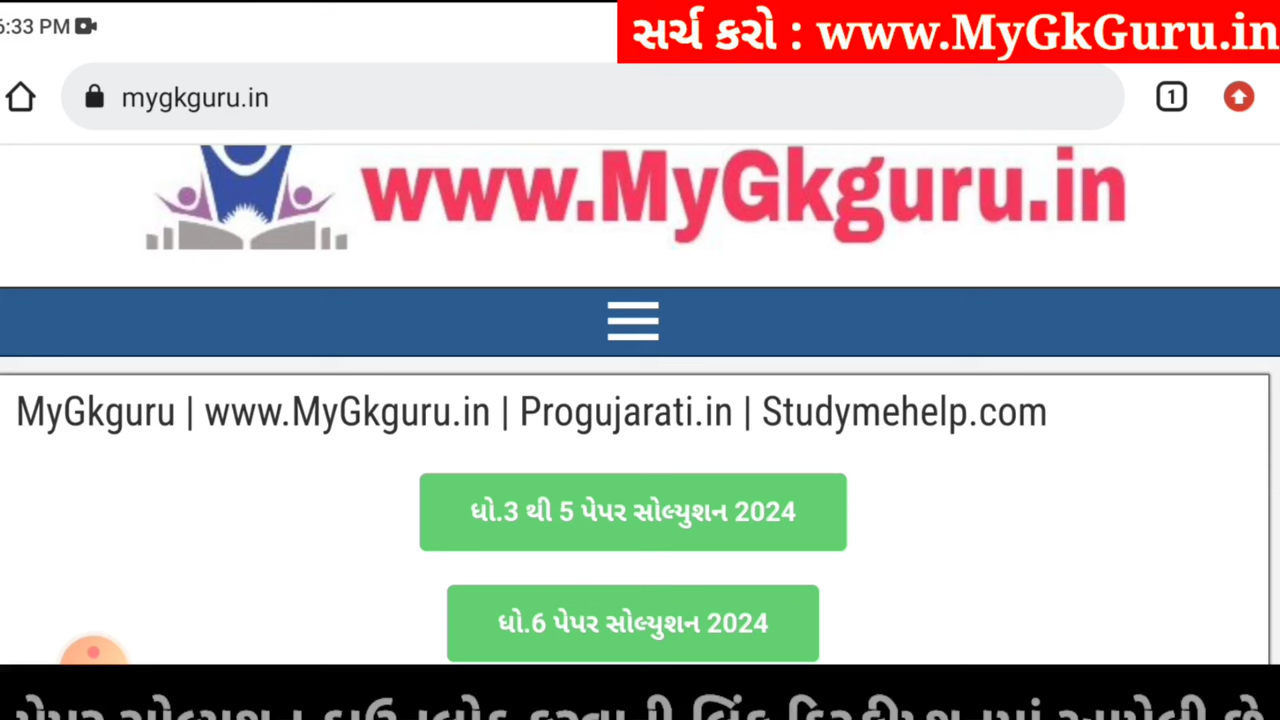 6:33 PM
સર્ચ કરો : www.MyGkGuru.in
mygkguru.in
1
www.MyGkguru.in
MyGkguru | www.MyGkguru.in | Progujarati.in | Studymehelp.com
ધો.3 થી 5 પેપર સોલ્યુશન 2024
ધો.6 પેપર સોલ્યુશન 2024